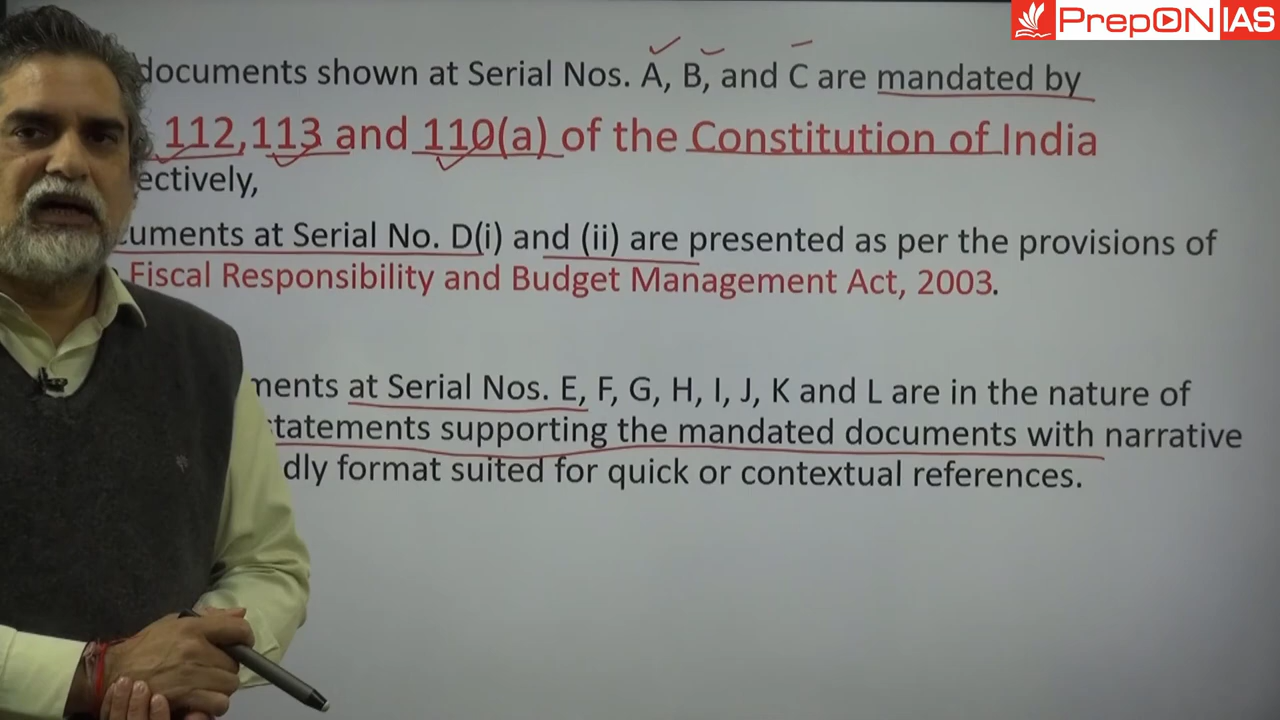 PrepON IAS
documents shown at Serial Nos. A, B, and C are mandated by
112,113 and 110(a) of the Constitution of India
ectively,
cuments at Serial No. D(i) and (ii) are presented as per the provisions of
Fiscal Responsibility and Budget Management Act, 2003.
ments at Serial Nos. E, F, G, H, I, J, K and L are in the nature of
statements supporting the mandated documents with narrative
dly format suited for quick or contextual references.